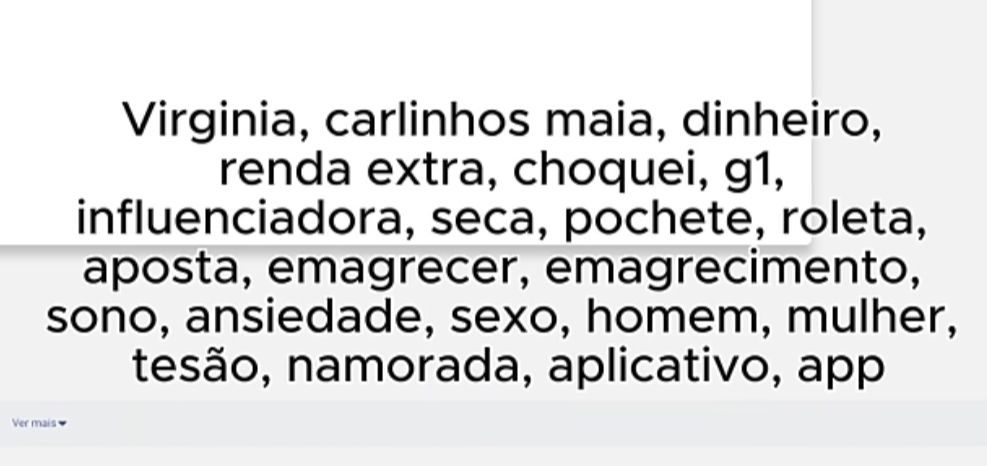 Virginia, carlinhos maia, dinheiro,
renda extra, choquei, g1,
influenciadora, seca, pochete, roleta,
aposta, emagrecer, emagrecimento,
sono, ansiedade, sexo, homem, mulher,
tesão, namorada, aplicativo, app
Ver mais